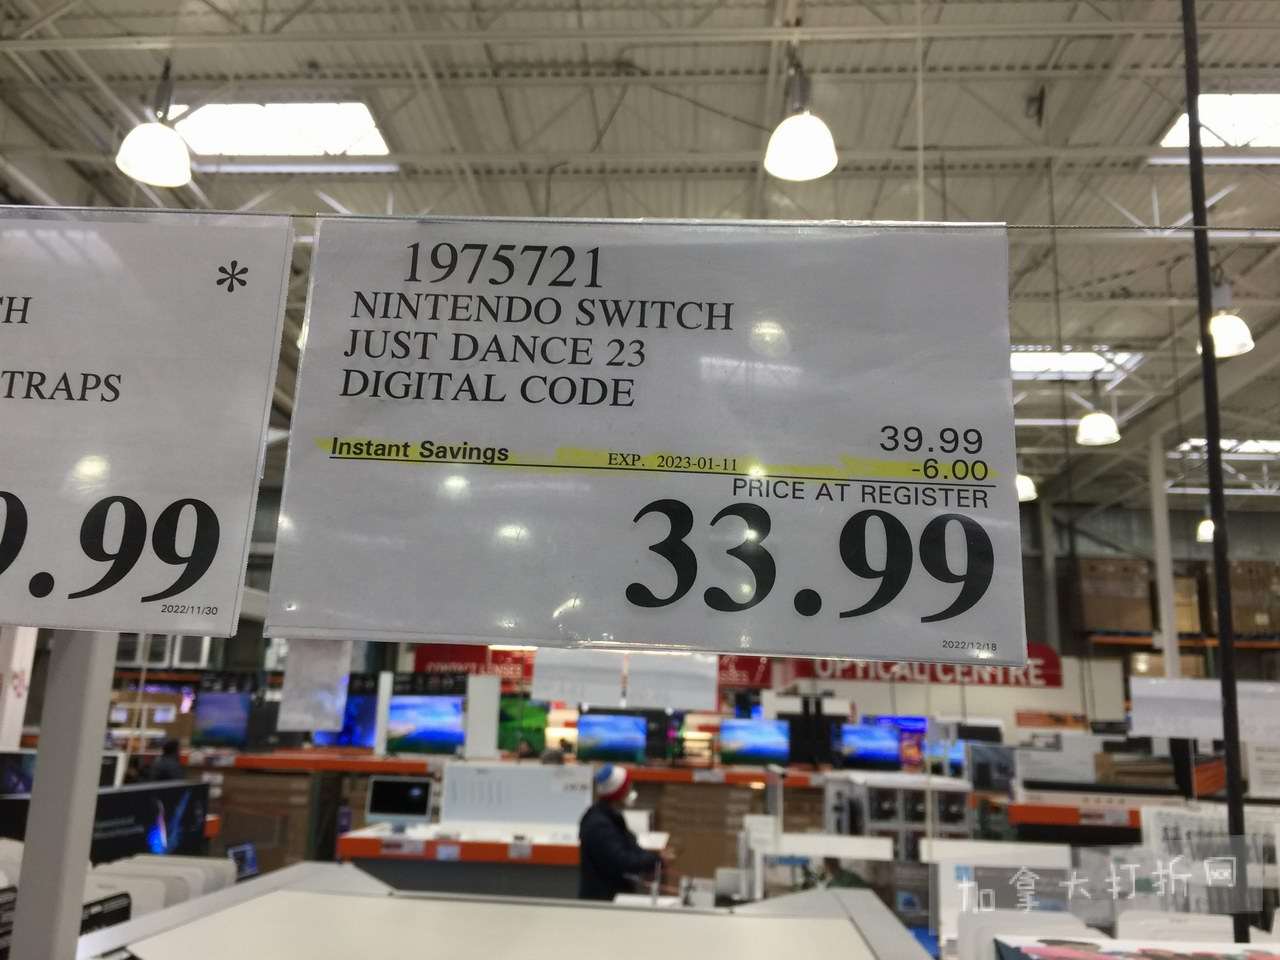 *
CH
TRAPS
9.99
2022/11/30
1975721
NINTENDO SWITCH
JUST DANCE 23
DIGITAL CODE
39.99
Instant Savings EXP. 2023-01-11 -6.00
PRICE AT REGISTER
33.99
2022/12/18
OPTICAL CENTRE
加拿大打折网